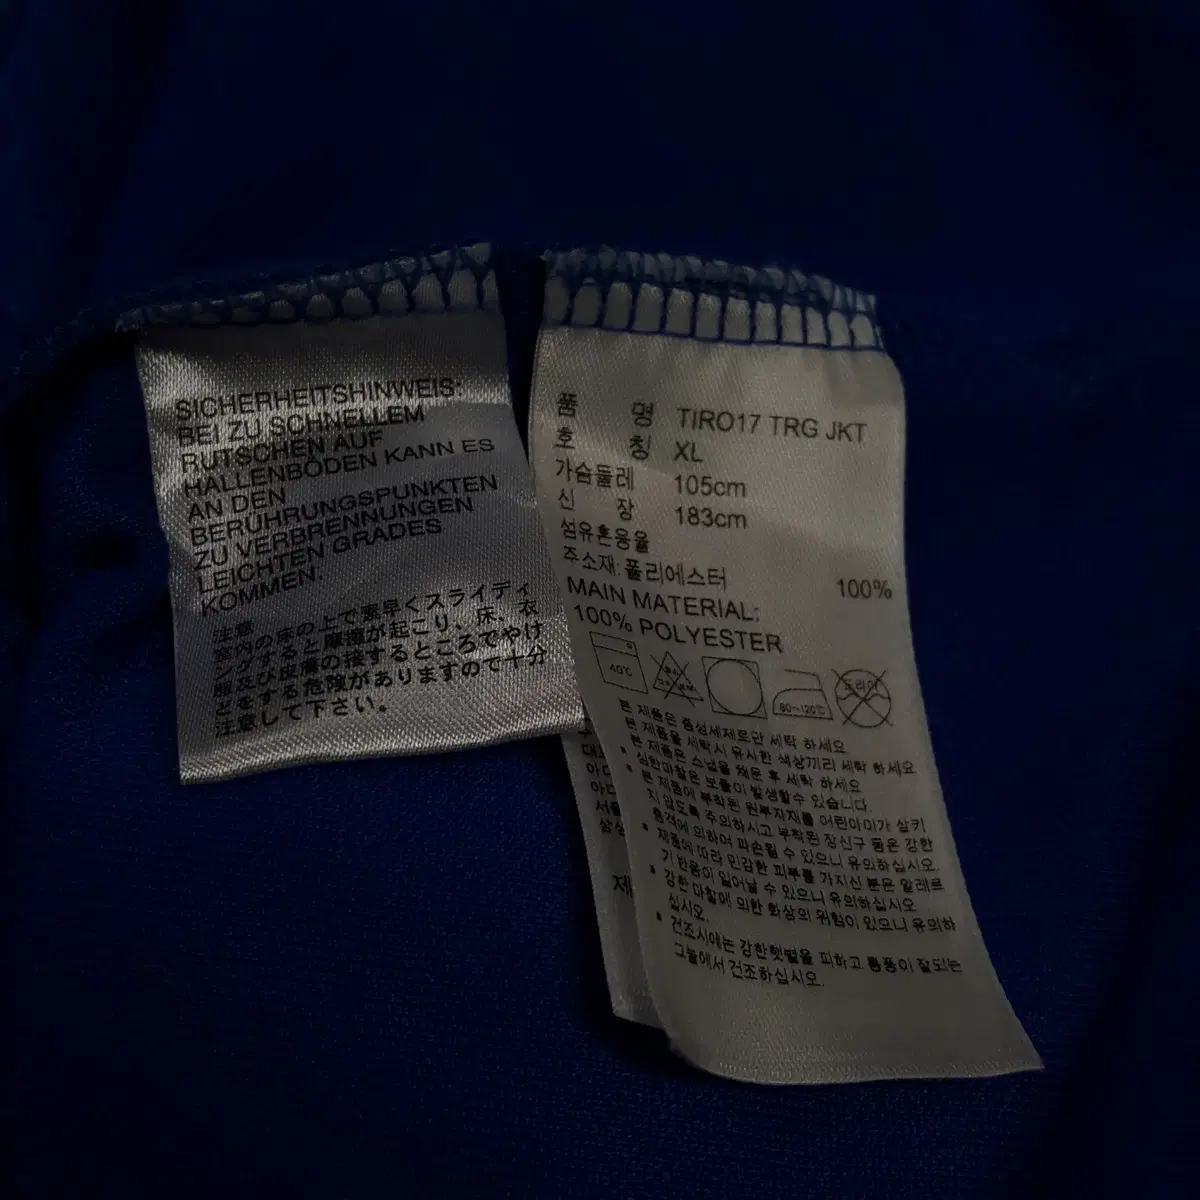 SICHERHEITSHINWEIS:
BEI ZU SCHNELLEM
RUTSCHEN AUF
HALLENBÖDEN KANN ES
AN DEN
BERÜHRUNGSPUNKTEN
ZU VERBRENNUNGEN
LEICHTEN GRADES
KOMMEN.
注意
室内の床の上で素早くスライディ
ングすると摩擦が起こり、床、衣
服及び皮膚の接するところでやけ
どをする危険がありますので十分
注意して下さい。
품 명 TIRO17 TRG JKT
호 칭 XL
가슴둘레 105cm
신 장 183cm
섬유혼용율
주소재: 폴리에스터 100%
MAIN MATERIAL:
100% POLYESTER
40℃
80~120℃
드라이
본 제품은 중성세제로만 세탁 하세요
본 제품을 세탁시 유사한 색상끼리 세탁 하세요
본 제품은 스냅을 채운 후 세탁 하세요
심한마찰은 보풀이 발생할수 있습니다.
본 제품에 부착된 원부자재를 어린아이가 삼키
지 않도록 주의하시고 부착된 장신구 등은 강한
충격에 의하여 파손될 수 있으니 유의하십시오.
제품에 따라 민감한 피부를 가지신 분은 알레르
기 반응이 일어날 수 있으니 유의하십시오
강한 마찰에 의한 화상의 위험이 있으니 유의하
십시오.
건조시에는 강한햇볕을 피하고 통풍이 잘되는
그늘에서 건조하십시오.